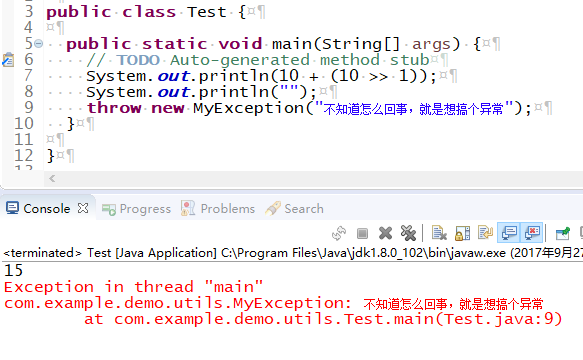 3 public class Test {
4
5 public static void main(String[] args) {
6 // TODO Auto-generated method stub
7 System.out.println(10 + (10 >> 1));
8 System.out.println("");
9 throw new MyException("不知道怎么回事，就是想搞个异常");
10 }
11
12 }
13
Console Progress Problems Search
<terminated> Test [Java Application] C:\Program Files\Java\jdk1.8.0_102\bin\javaw.exe (2017年9月27
15
Exception in thread "main"
com.example.demo.utils.MyException: 不知道怎么回事，就是想搞个异常
at com.example.demo.utils.Test.main(Test.java:9)